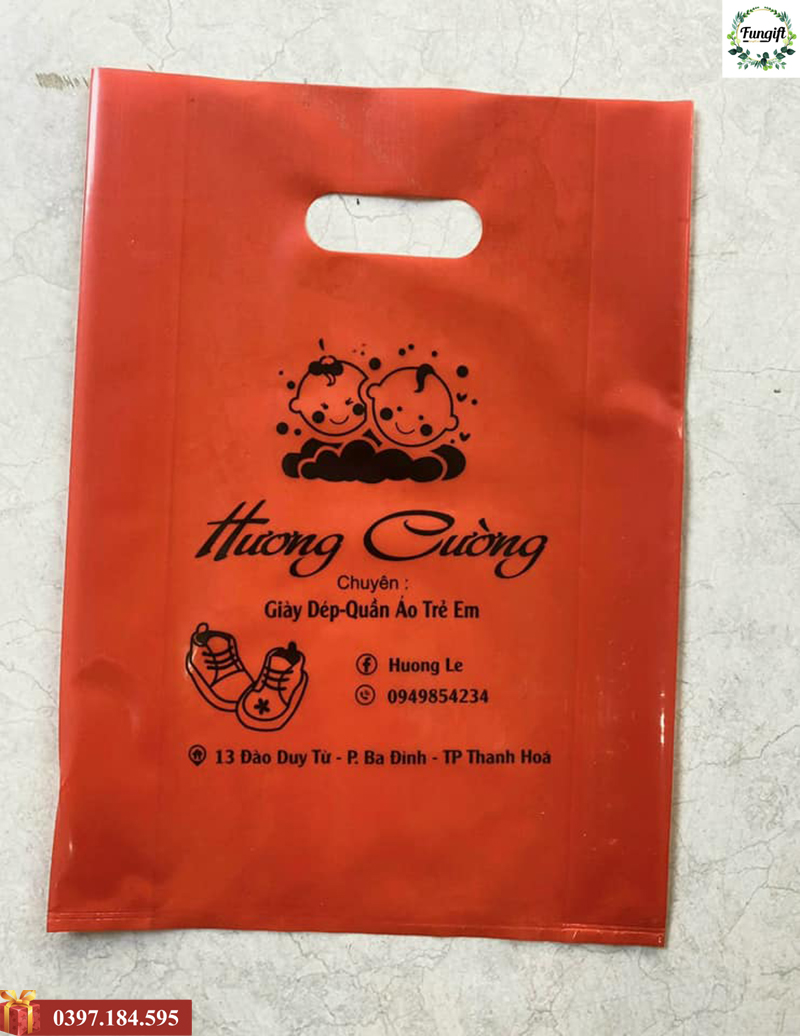 Fungift
Hương Cường
Chuyên :
Giày Dép-Quần Áo Trẻ Em
Huong Le
0949854234
13 Đào Duy Từ - P. Ba Đình - TP Thanh Hoá
0397.184.595